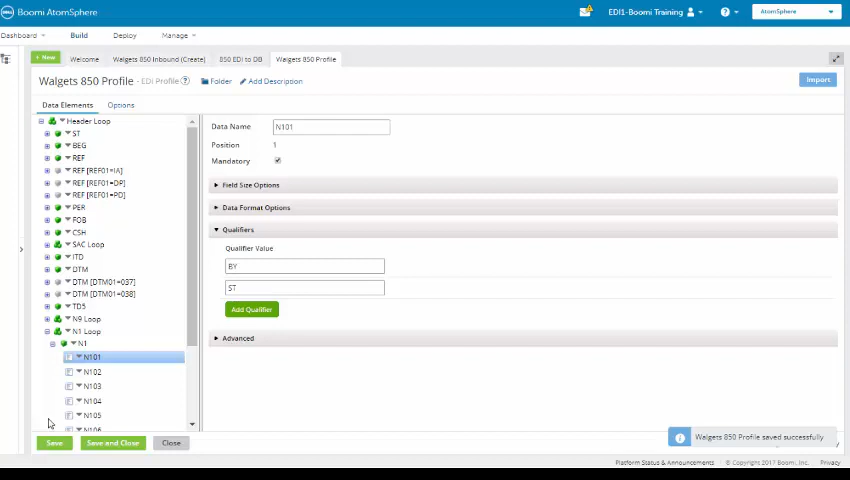 DELL Boomi AtomSphere
EDI1-Boomi Training
AtomSphere
Dashboard
Build
Deploy
Manage
+ New
Welcome
Walgets 850 Inbound (Create)
850 EDI to DB
Walgets 850 Profile
Walgets 850 Profile - EDI Profile
Folder
Add Description
Import
Data Elements
Options
Header Loop
ST
BEG
REF
REF [REF01=IA]
REF [REF01=DP]
REF [REF01=PD]
PER
FOB
CSH
SAC Loop
ITD
DTM
DTM [DTM01=037]
DTM [DTM01=038]
TD5
N9 Loop
N1 Loop
N1
N101
N102
N103
N104
N105
N106
Data Name
N101
Position
1
Mandatory
Field Size Options
Data Format Options
Qualifiers
Qualifier Value
BY
ST
Add Qualifier
Advanced
Save
Save and Close
Close
Walgets 850 Profile saved successfully
Platform Status & Announcements
© Copyright 2017 Boomi, Inc.
Privacy